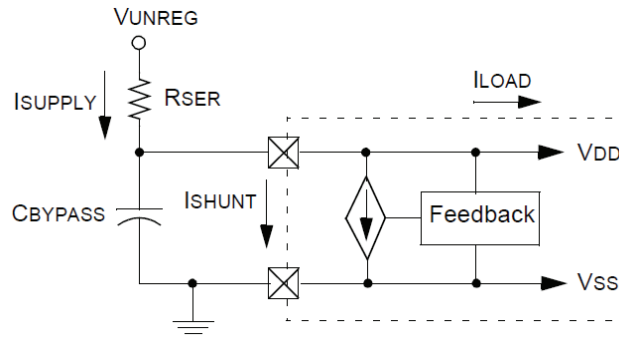 VUNREG
ISUPPLY
RSER
ILOAD
VDD
CBYPASS
ISHUNT
Feedback
VSS